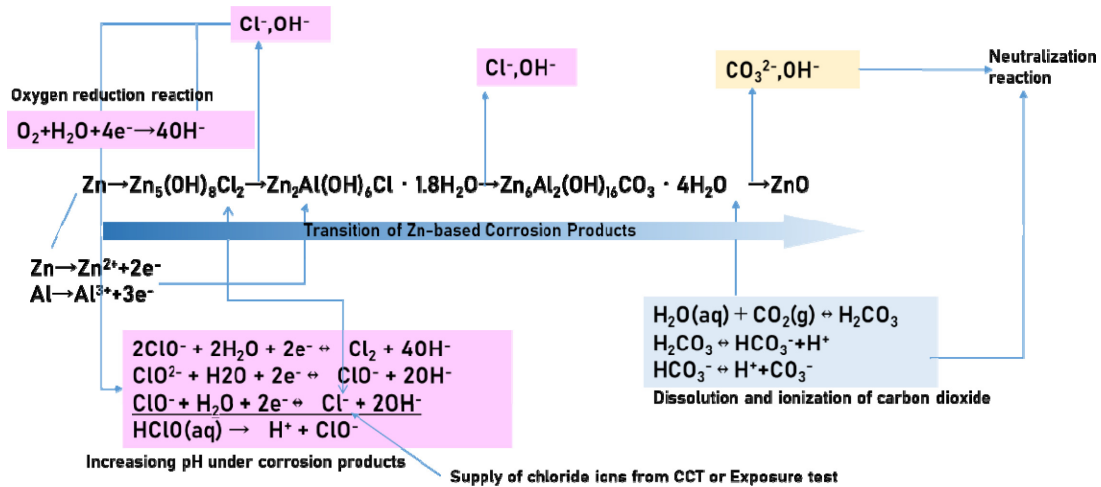 Cl⁻,OH⁻
Cl⁻,OH⁻
CO₃²⁻,OH⁻
Neutralization
reaction
Oxygen reduction reaction
O₂+H₂O+4e⁻→4OH⁻
Zn→Zn₅(OH)₈Cl₂→Zn₂Al(OH)₆Cl・1.8H₂O→Zn₆Al₂(OH)₁₆CO₃・4H₂O →ZnO
Transition of Zn-based Corrosion Products
Zn→Zn²⁺+2e⁻
Al→Al³⁺+3e⁻
H₂O(aq)+CO₂(g)↔H₂CO₃
H₂CO₃↔HCO₃⁻+H⁺
HCO₃⁻↔H⁺+CO₃⁻
Dissolution and ionization of carbon dioxide
2ClO⁻ + 2H₂O + 2e⁻ ↔ Cl₂ + 4OH⁻
ClO²⁻ + H2O + 2e⁻ ↔ ClO⁻ + 2OH⁻
ClO⁻ + H₂O + 2e⁻ ↔ Cl⁻ + 2OH⁻
HClO(aq) → H⁺ + ClO⁻
Increasiong pH under corrosion products
Supply of chloride ions from CCT or Exposure test